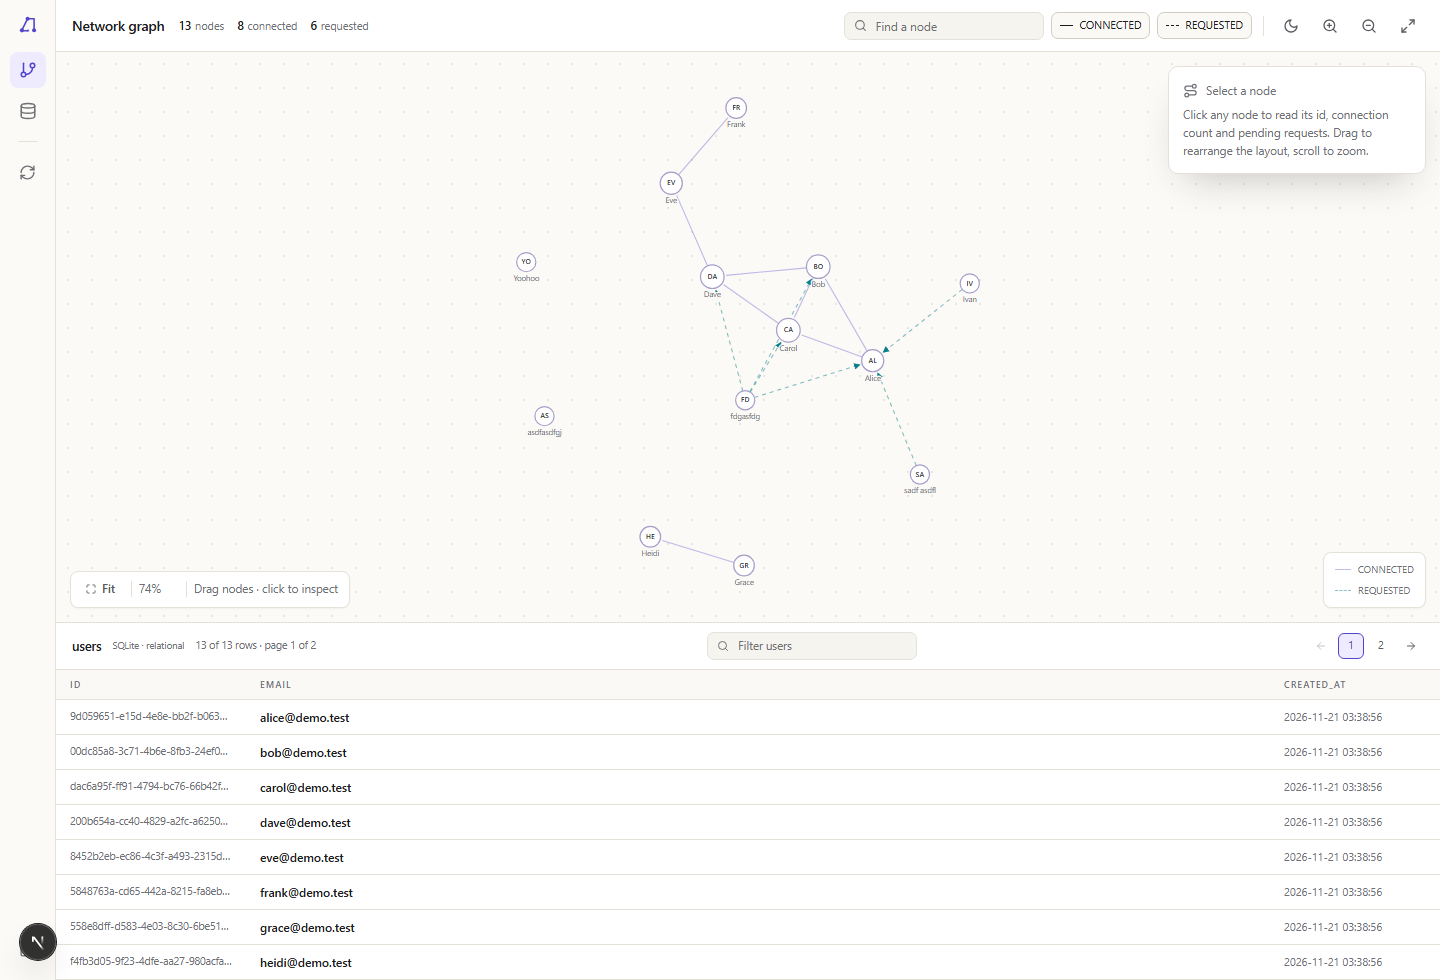 Network graph 13 nodes 8 connected 6 requested
Find a node
CONNECTED
REQUESTED
Select a node
Click any node to read its id, connection
count and pending requests. Drag to
rearrange the layout, scroll to zoom.
FR
Frank
EV
Eve
YO
Yoohoo
DA
Dave
BO
Bob
IV
Ivan
CA
Carol
AL
Alice
FD
fdgasfdg
AS
asdfasdfgj
SA
sadf asdfl
HE
Heidi
GR
Grace
Fit 74% Drag nodes · click to inspect
CONNECTED
REQUESTED
users SQLite · relational 13 of 13 rows · page 1 of 2
Filter users
1 2
ID EMAIL CREATED_AT
9d059651-e15d-4e8e-bb2f-b063... alice@demo.test 2026-11-21 03:38:56
00dc85a8-3c71-4b6e-8fb3-24ef0... bob@demo.test 2026-11-21 03:38:56
dac6a95f-ff91-4794-bc76-66b42f... carol@demo.test 2026-11-21 03:38:56
200b654a-cc40-4829-a2fc-a6250... dave@demo.test 2026-11-21 03:38:56
8452b2eb-ec86-4c3f-a493-2315d... eve@demo.test 2026-11-21 03:38:56
5848763a-cd65-442a-8215-fa8eb... frank@demo.test 2026-11-21 03:38:56
558e8dff-d583-4e03-8c30-6be51... grace@demo.test 2026-11-21 03:38:56
f4fb3d05-9f23-4dfe-aa27-980acfa... heidi@demo.test 2026-11-21 03:38:56